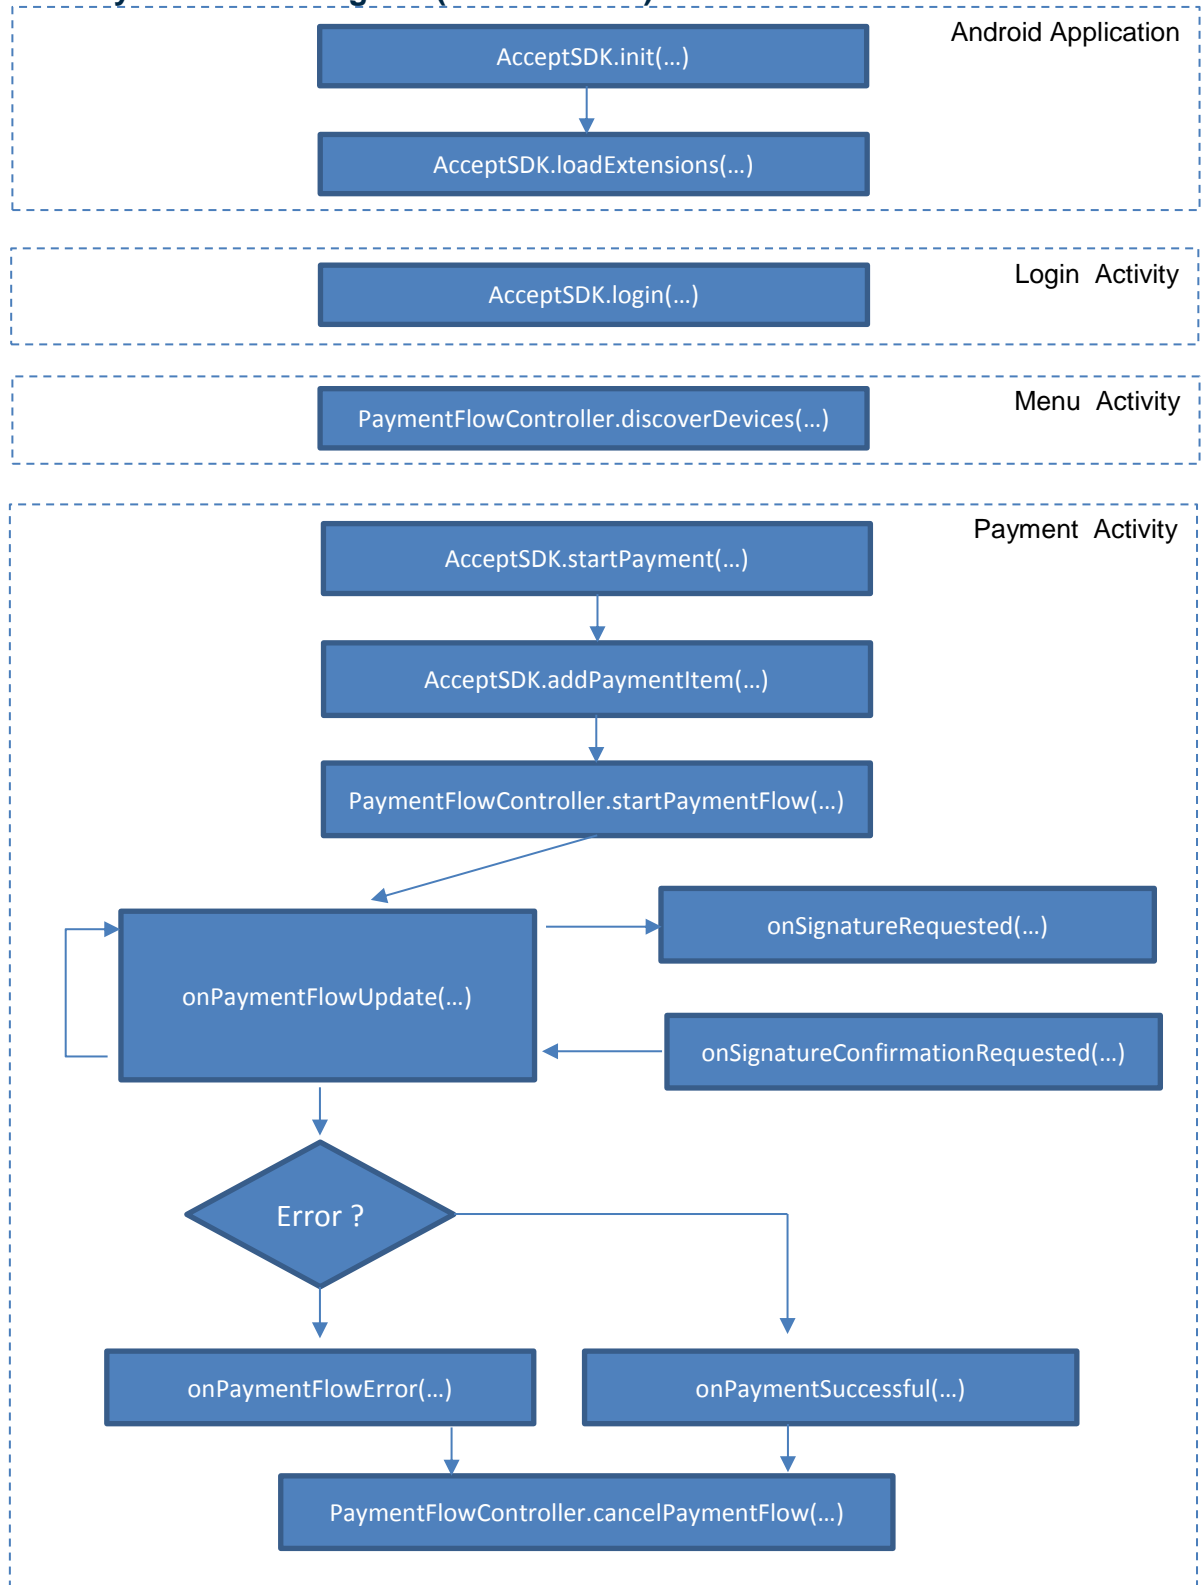 Android Application
AcceptSDK.init(...)
AcceptSDK.loadExtensions(...)
Login Activity
AcceptSDK.login(...)
Menu Activity
PaymentFlowController.discoverDevices(...)
Payment Activity
AcceptSDK.startPayment(...)
AcceptSDK.addPaymentItem(...)
PaymentFlowController.startPaymentFlow(...)
onSignatureRequested(...)
onPaymentFlowUpdate(...)
onSignatureConfirmationRequested(...)
Error ?
onPaymentFlowError(...)
onPaymentSuccessful(...)
PaymentFlowController.cancelPaymentFlow(...)